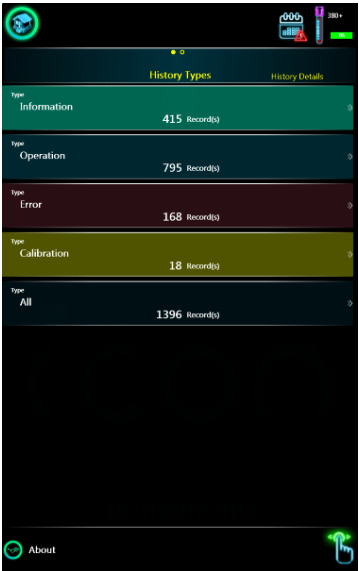 000
380+
History Types
History Details
Type
Information
415 Record(s)
Type
Operation
795 Record(s)
Type
Error
168 Record(s)
Type
Calibration
18 Record(s)
Type
All
1396 Record(s)
About